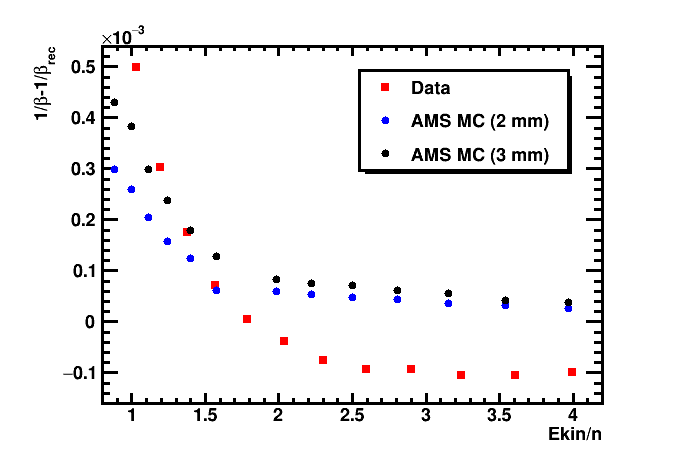 ×10⁻³
1/β-1/βrec
0.5
0.4
0.3
0.2
0.1
0
−0.1
Data
AMS MC (2 mm)
AMS MC (3 mm)
1 1.5 2 2.5 3 3.5 4
Ekin/n